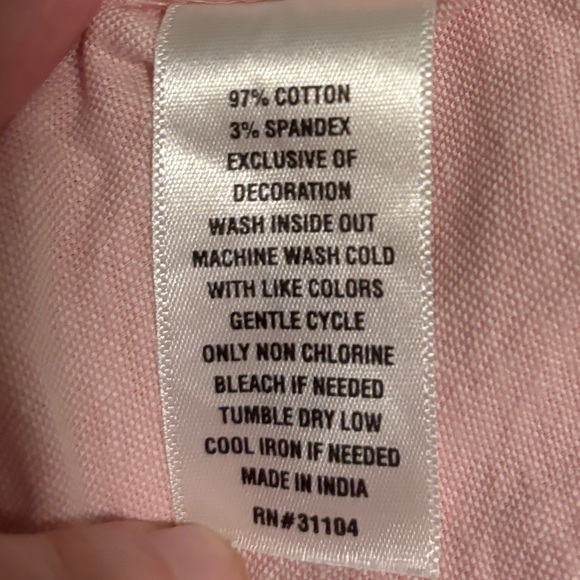 97% COTTON
3% SPANDEX
EXCLUSIVE OF
DECORATION
WASH INSIDE OUT
MACHINE WASH COLD
WITH LIKE COLORS
GENTLE CYCLE
ONLY NON CHLORINE
BLEACH IF NEEDED
TUMBLE DRY LOW
COOL IRON IF NEEDED
MADE IN INDIA
RN#31104